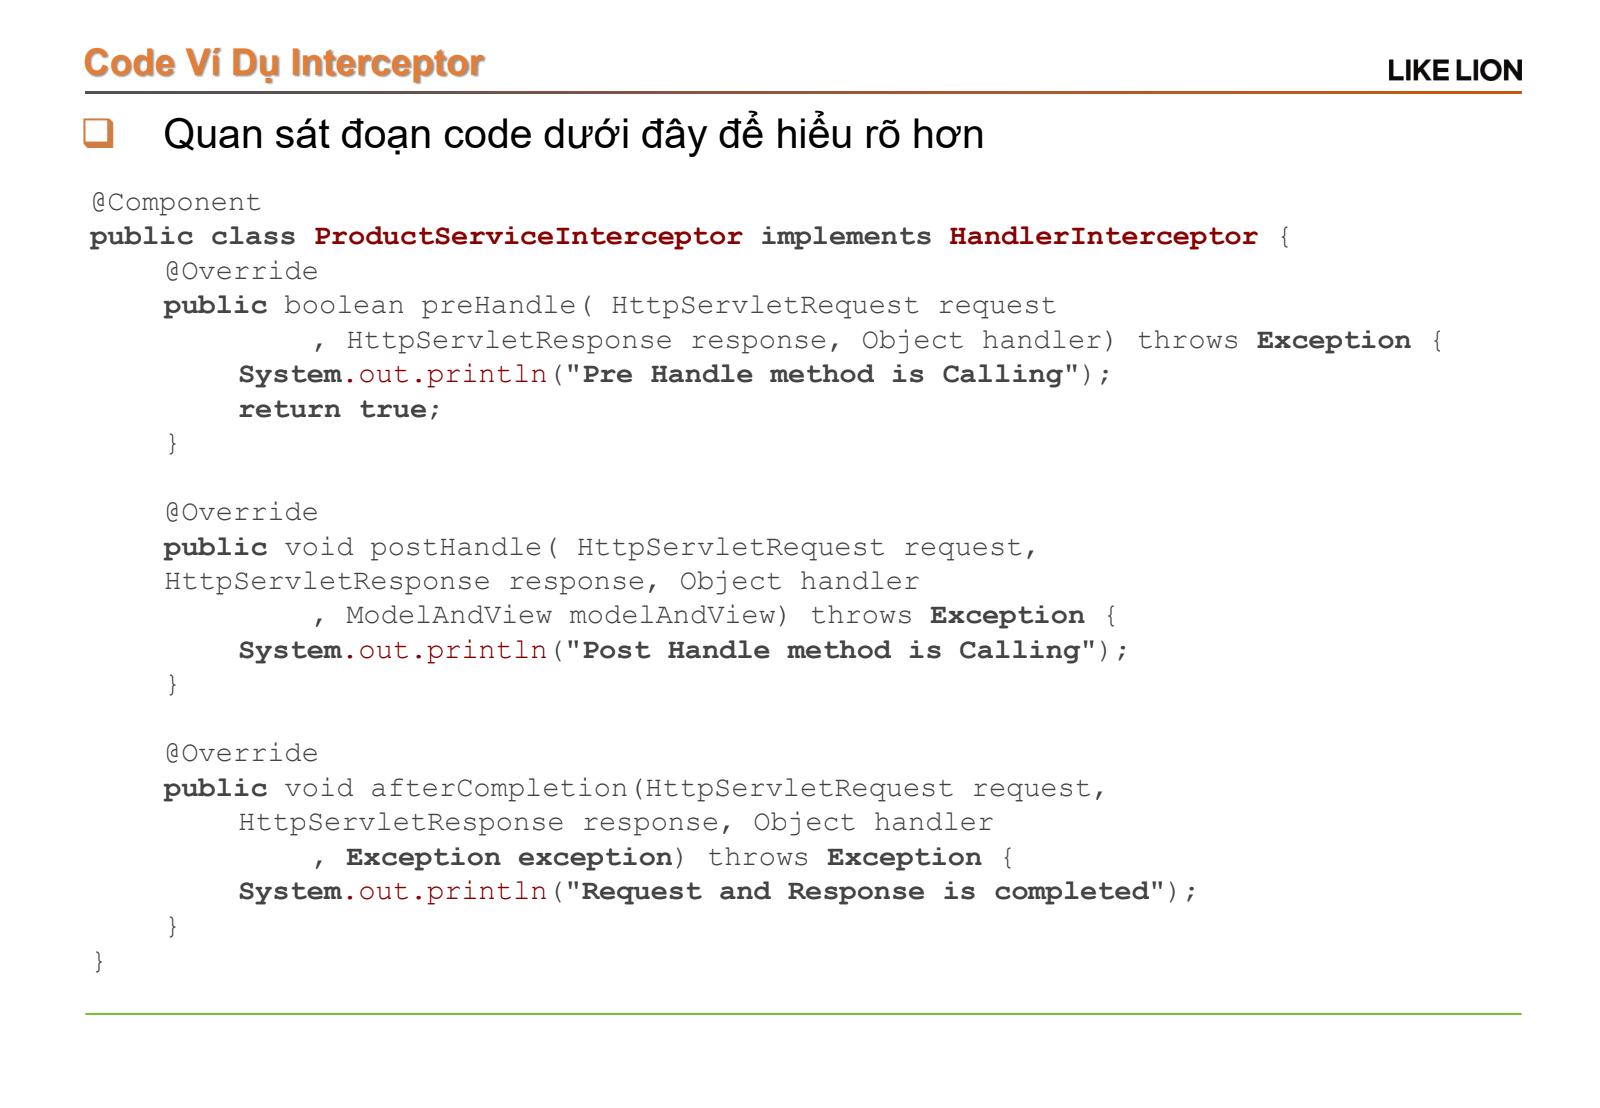 Code Ví Dụ Interceptor
LIKE LION
Quan sát đoạn code dưới đây để hiểu rõ hơn
@Component
public class ProductServiceInterceptor implements HandlerInterceptor {
@Override
public boolean preHandle( HttpServletRequest request
, HttpServletResponse response, Object handler) throws Exception {
System.out.println("Pre Handle method is Calling");
return true;
}
@Override
public void postHandle( HttpServletRequest request,
HttpServletResponse response, Object handler
, ModelAndView modelAndView) throws Exception {
System.out.println("Post Handle method is Calling");
}
@Override
public void afterCompletion(HttpServletRequest request,
HttpServletResponse response, Object handler
, Exception exception) throws Exception {
System.out.println("Request and Response is completed");
}
}